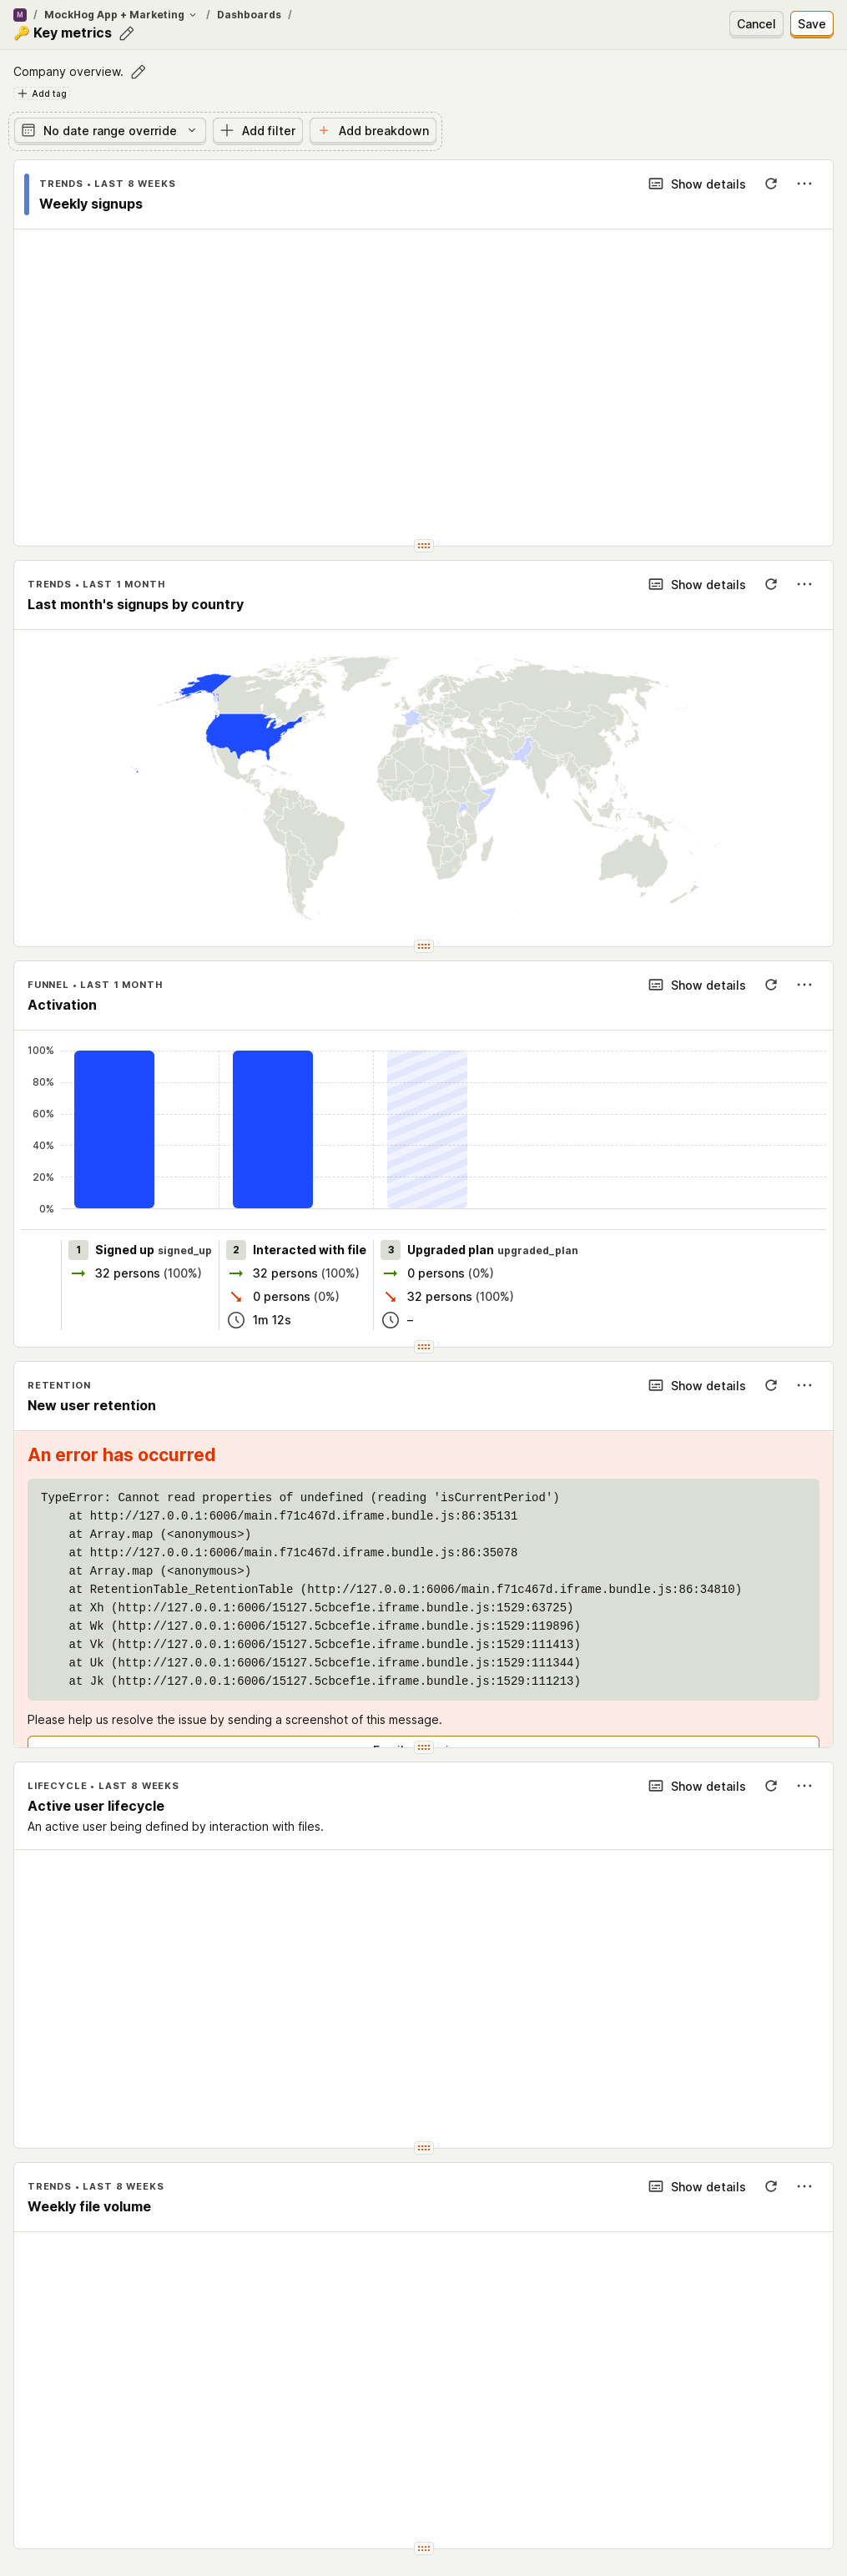 M / MockHog App + Marketing / Dashboards /
🔑 Key metrics
Cancel
Save
Company overview.
Add tag
No date range override
Add filter
Add breakdown
TRENDS • LAST 8 WEEKS
Show details
Weekly signups
TRENDS • LAST 1 MONTH
Show details
Last month's signups by country
FUNNEL • LAST 1 MONTH
Show details
Activation
100%
80%
60%
40%
20%
0%
1 Signed up signed_up
32 persons (100%)
2 Interacted with file
32 persons (100%)
0 persons (0%)
1m 12s
3 Upgraded plan upgraded_plan
0 persons (0%)
32 persons (100%)
–
RETENTION
Show details
New user retention
An error has occurred
TypeError: Cannot read properties of undefined (reading 'isCurrentPeriod')
at http://127.0.0.1:6006/main.f71c467d.iframe.bundle.js:86:35131
at Array.map (<anonymous>)
at http://127.0.0.1:6006/main.f71c467d.iframe.bundle.js:86:35078
at Array.map (<anonymous>)
at RetentionTable_RetentionTable (http://127.0.0.1:6006/main.f71c467d.iframe.bundle.js:86:34810)
at Xh (http://127.0.0.1:6006/15127.5cbcef1e.iframe.bundle.js:1529:63725)
at Wk (http://127.0.0.1:6006/15127.5cbcef1e.iframe.bundle.js:1529:119896)
at Vk (http://127.0.0.1:6006/15127.5cbcef1e.iframe.bundle.js:1529:111413)
at Uk (http://127.0.0.1:6006/15127.5cbcef1e.iframe.bundle.js:1529:111344)
at Jk (http://127.0.0.1:6006/15127.5cbcef1e.iframe.bundle.js:1529:111213)
Please help us resolve the issue by sending a screenshot of this message.
LIFECYCLE • LAST 8 WEEKS
Show details
Active user lifecycle
An active user being defined by interaction with files.
TRENDS • LAST 8 WEEKS
Show details
Weekly file volume